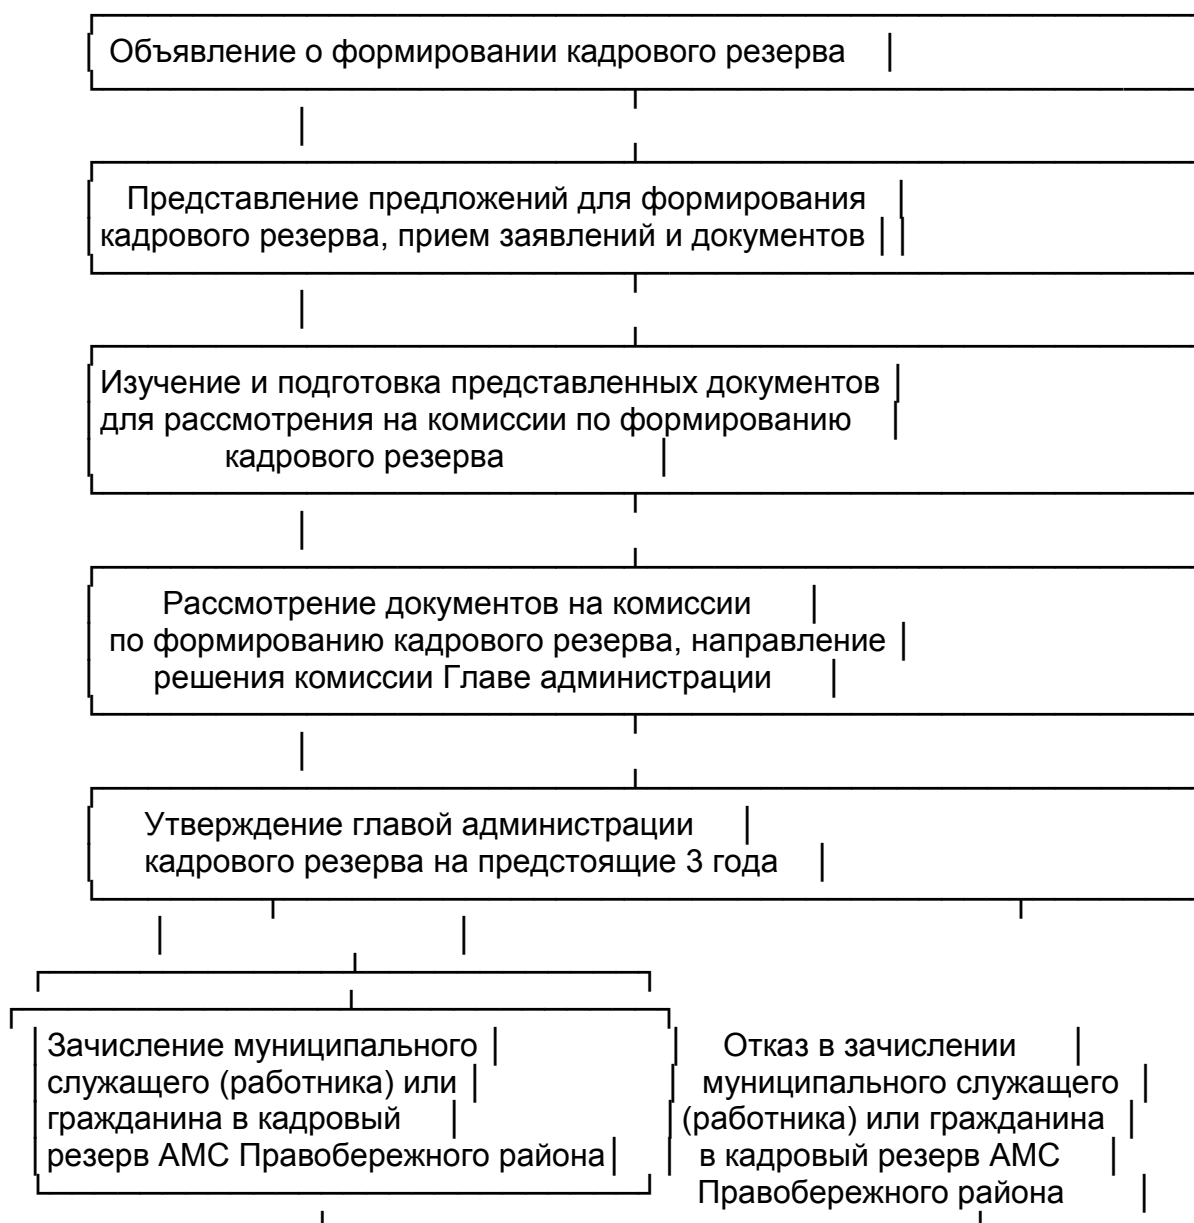 Объявление о формировании кадрового резерва
Представление предложений для формирования
кадрового резерва, прием заявлений и документов
Изучение и подготовка представленных документов
для рассмотрения на комиссии по формированию
кадрового резерва
Рассмотрение документов на комиссии
по формированию кадрового резерва, направление
решения комиссии Главе администрации
Утверждение главой администрации
кадрового резерва на предстоящие 3 года
Зачисление муниципального
служащего (работника) или
гражданина в кадровый
резерв АМС Правобережного района
Отказ в зачислении
муниципального служащего
(работника) или гражданина
в кадровый резерв АМС
Правобережного района